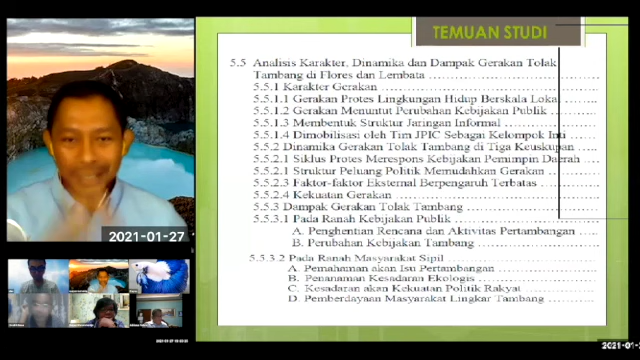 TEMUAN STUDI
5.5 Analisis Karakter, Dinamika dan Dampak Gerakan Tolak
Tambang di Flores dan Lembata
5.5.1 Karakter Gerakan
5.5.1.1 Gerakan Protes Lingkungan Hidup Berskala Lokal
5.5.1.2 Gerakan Menuntut Perubahan Kebijakan Publik
5.5.1.3 Membentuk Struktur Jaringan Informal
5.5.1.4 Dimobilisasi oleh Tim JPIC Sebagai Kelompok Inti
5.5.2 Dinamika Gerakan Tolak Tambang di Tiga Keuskupan
5.5.2.1 Siklus Protes Merespons Kebijakan Pemimpin Daerah
5.5.2.1 Struktur Peluang Politik Memudahkan Gerakan
5.5.2.3 Faktor-faktor Eksternal Berpengaruh Terbatas
5.5.2.4 Kekuatan Gerakan
5.5.3 Dampak Gerakan Tolak Tambang
5.5.3.1 Pada Ranah Kebijakan Publik
A. Penghentian Rencana dan Aktivitas Pertambangan
B. Perubahan Kebijakan Tambang
5.5.3.2 Pada Ranah Masyarakat Sipil
A. Pemahaman akan Isu Pertambangan
B. Penanaman Kesadaran Ekologis
C. Kesadaran akan Kekuatan Politik Rakyat
D. Pemberdayaan Masyarakat Lingkar Tambang
2021-01-27
2021-01-2